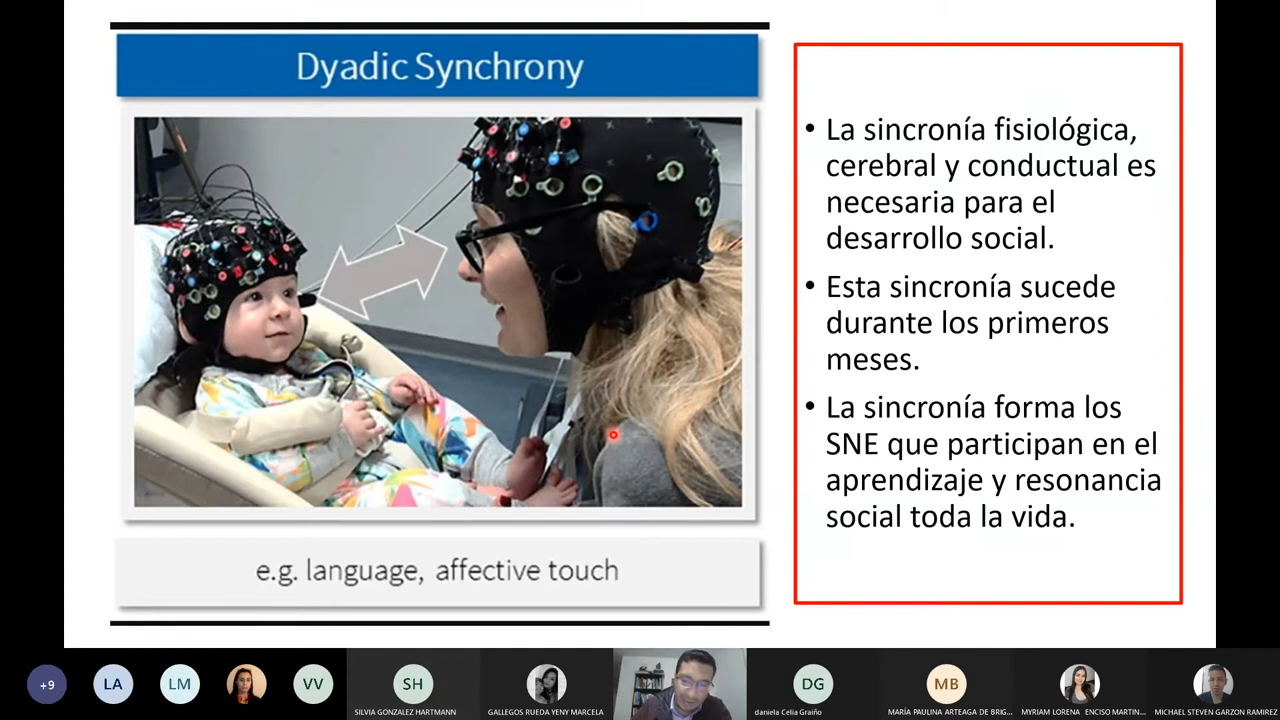 Dyadic Synchrony
e.g. language, affective touch
• La sincronía fisiológica,
cerebral y conductual es
necesaria para el
desarrollo social.
• Esta sincronía sucede
durante los primeros
meses.
• La sincronía forma los
SNE que participan en el
aprendizaje y resonancia
social toda la vida.
+9
LA
LM
VV
SH
SILVIA GONZALEZ HARTMANN
GALLEGOS RUEDA YENY MARCELA
DG
daniela Celia Graiño
MB
MARÍA PAULINA ARTEAGA DE BRIG...
MYRIAM LORENA ENCISO MARTIN...
MICHAEL STEVEN GARZON RAMIREZ